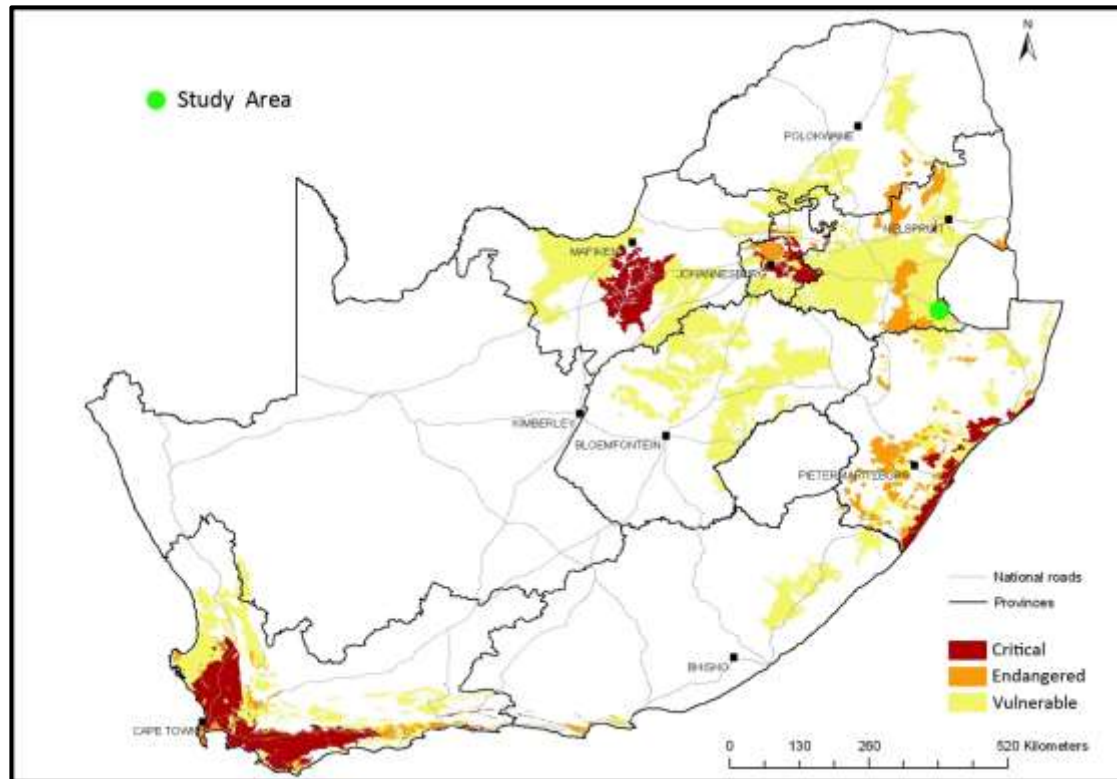 N
Study Area
POLOKWANE
NELSPRUIT
MAFIKENG
JOHANNESBURG
KIMBERLEY
BLOEMFONTEIN
PIETERMARITZBURG
National roads
Provinces
BHISHO
Critical
Endangered
Vulnerable
CAPE TOWN
0 130 260 520 Kilometers